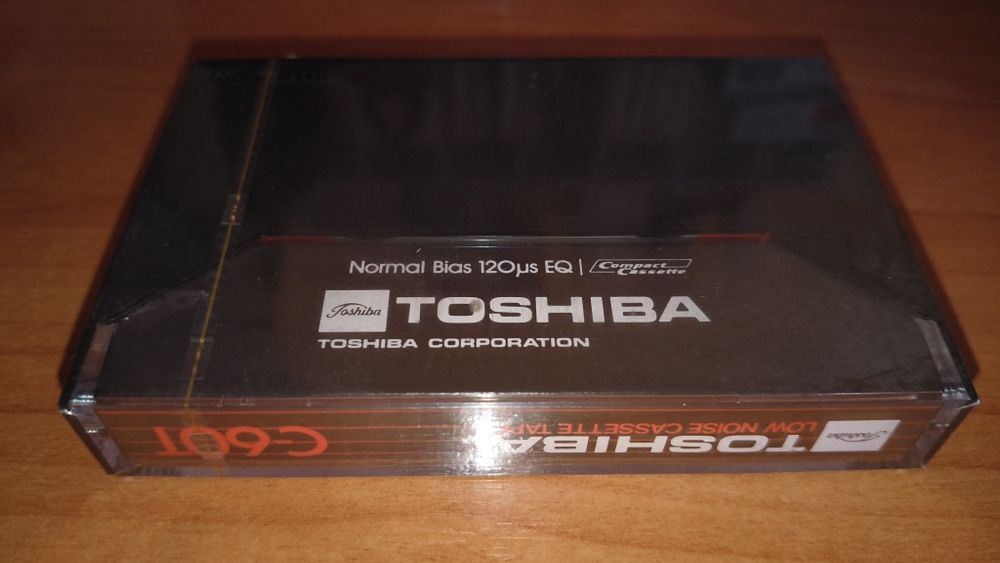 Normal Bias 120µs EQ | Compact Cassette
Toshiba TOSHIBA
TOSHIBA CORPORATION
Toshiba TOSHIBA C-60T
LOW NOISE CASSETTE TAPE